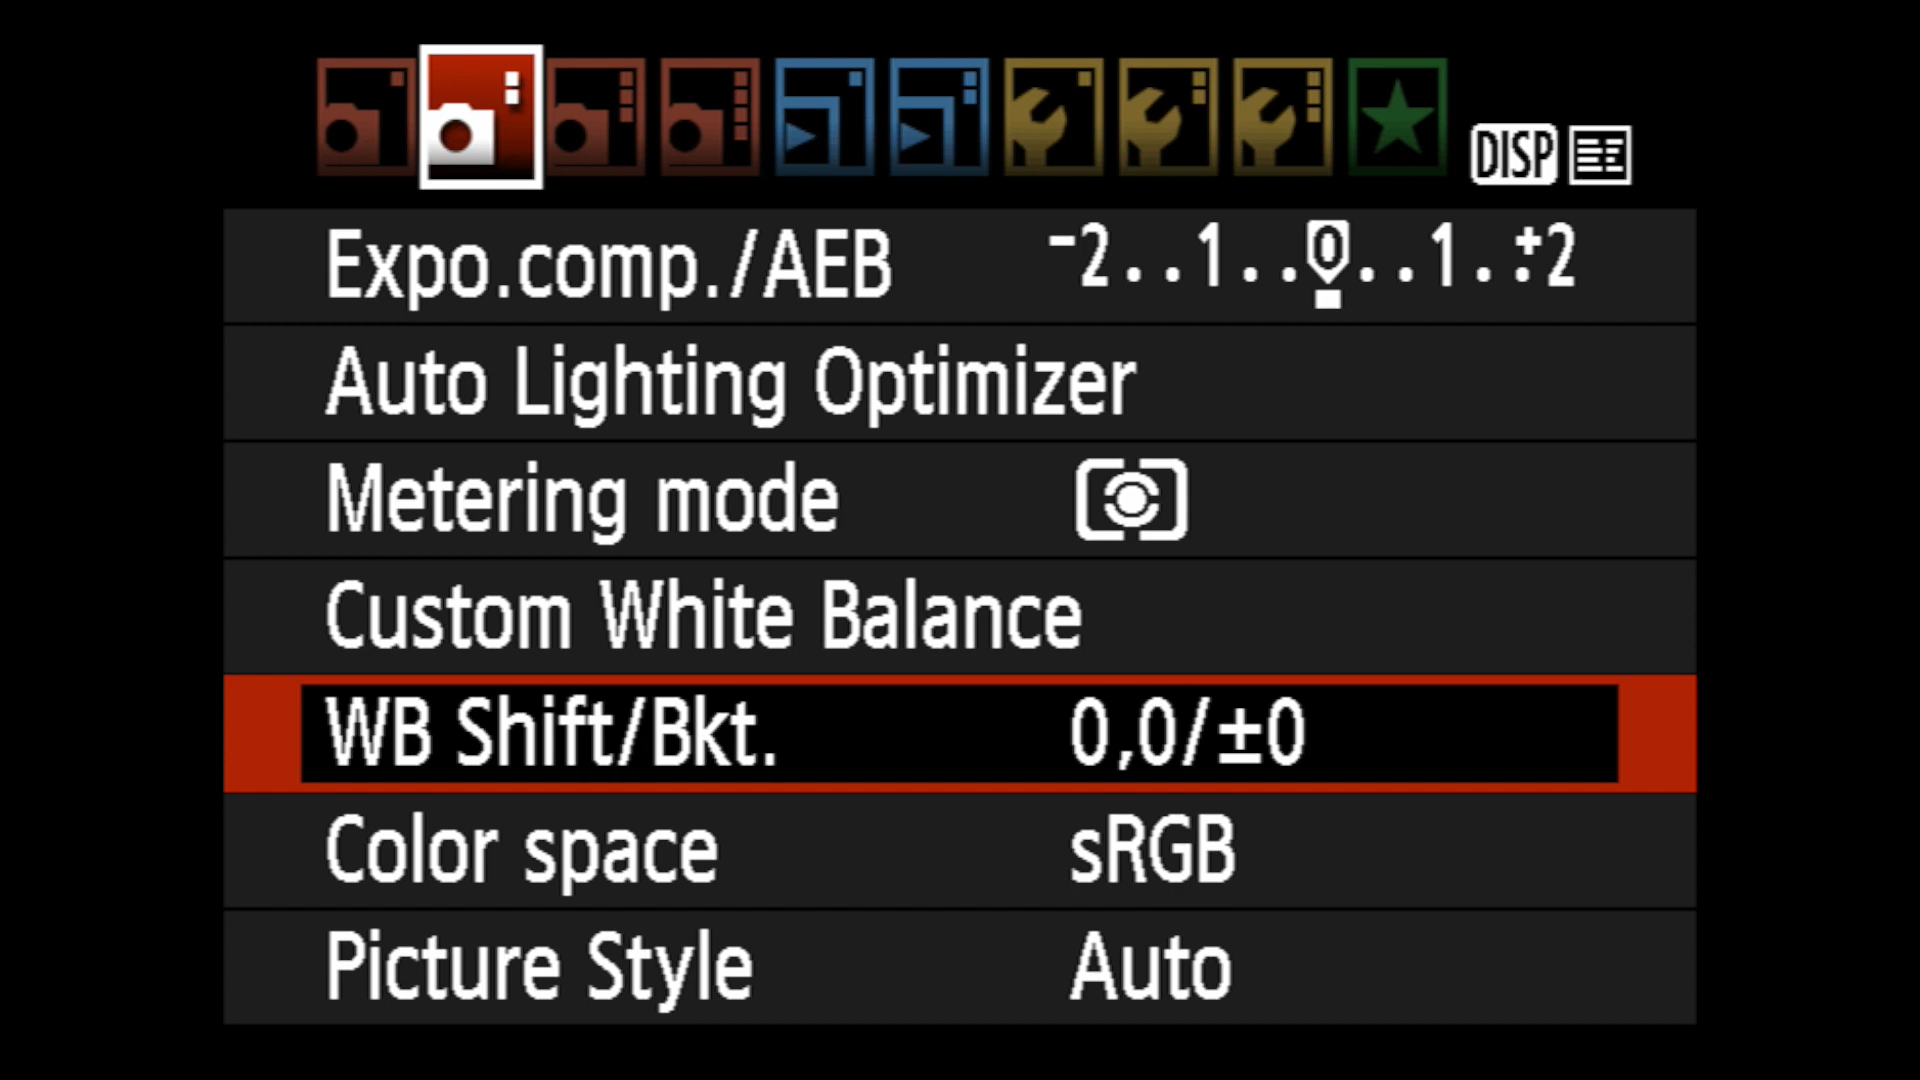 DISP
Expo.comp./AEB -2..1..0..1..+2
Auto Lighting Optimizer
Metering mode
Custom White Balance
WB Shift/Bkt. 0,0/±0
Color space sRGB
Picture Style Auto